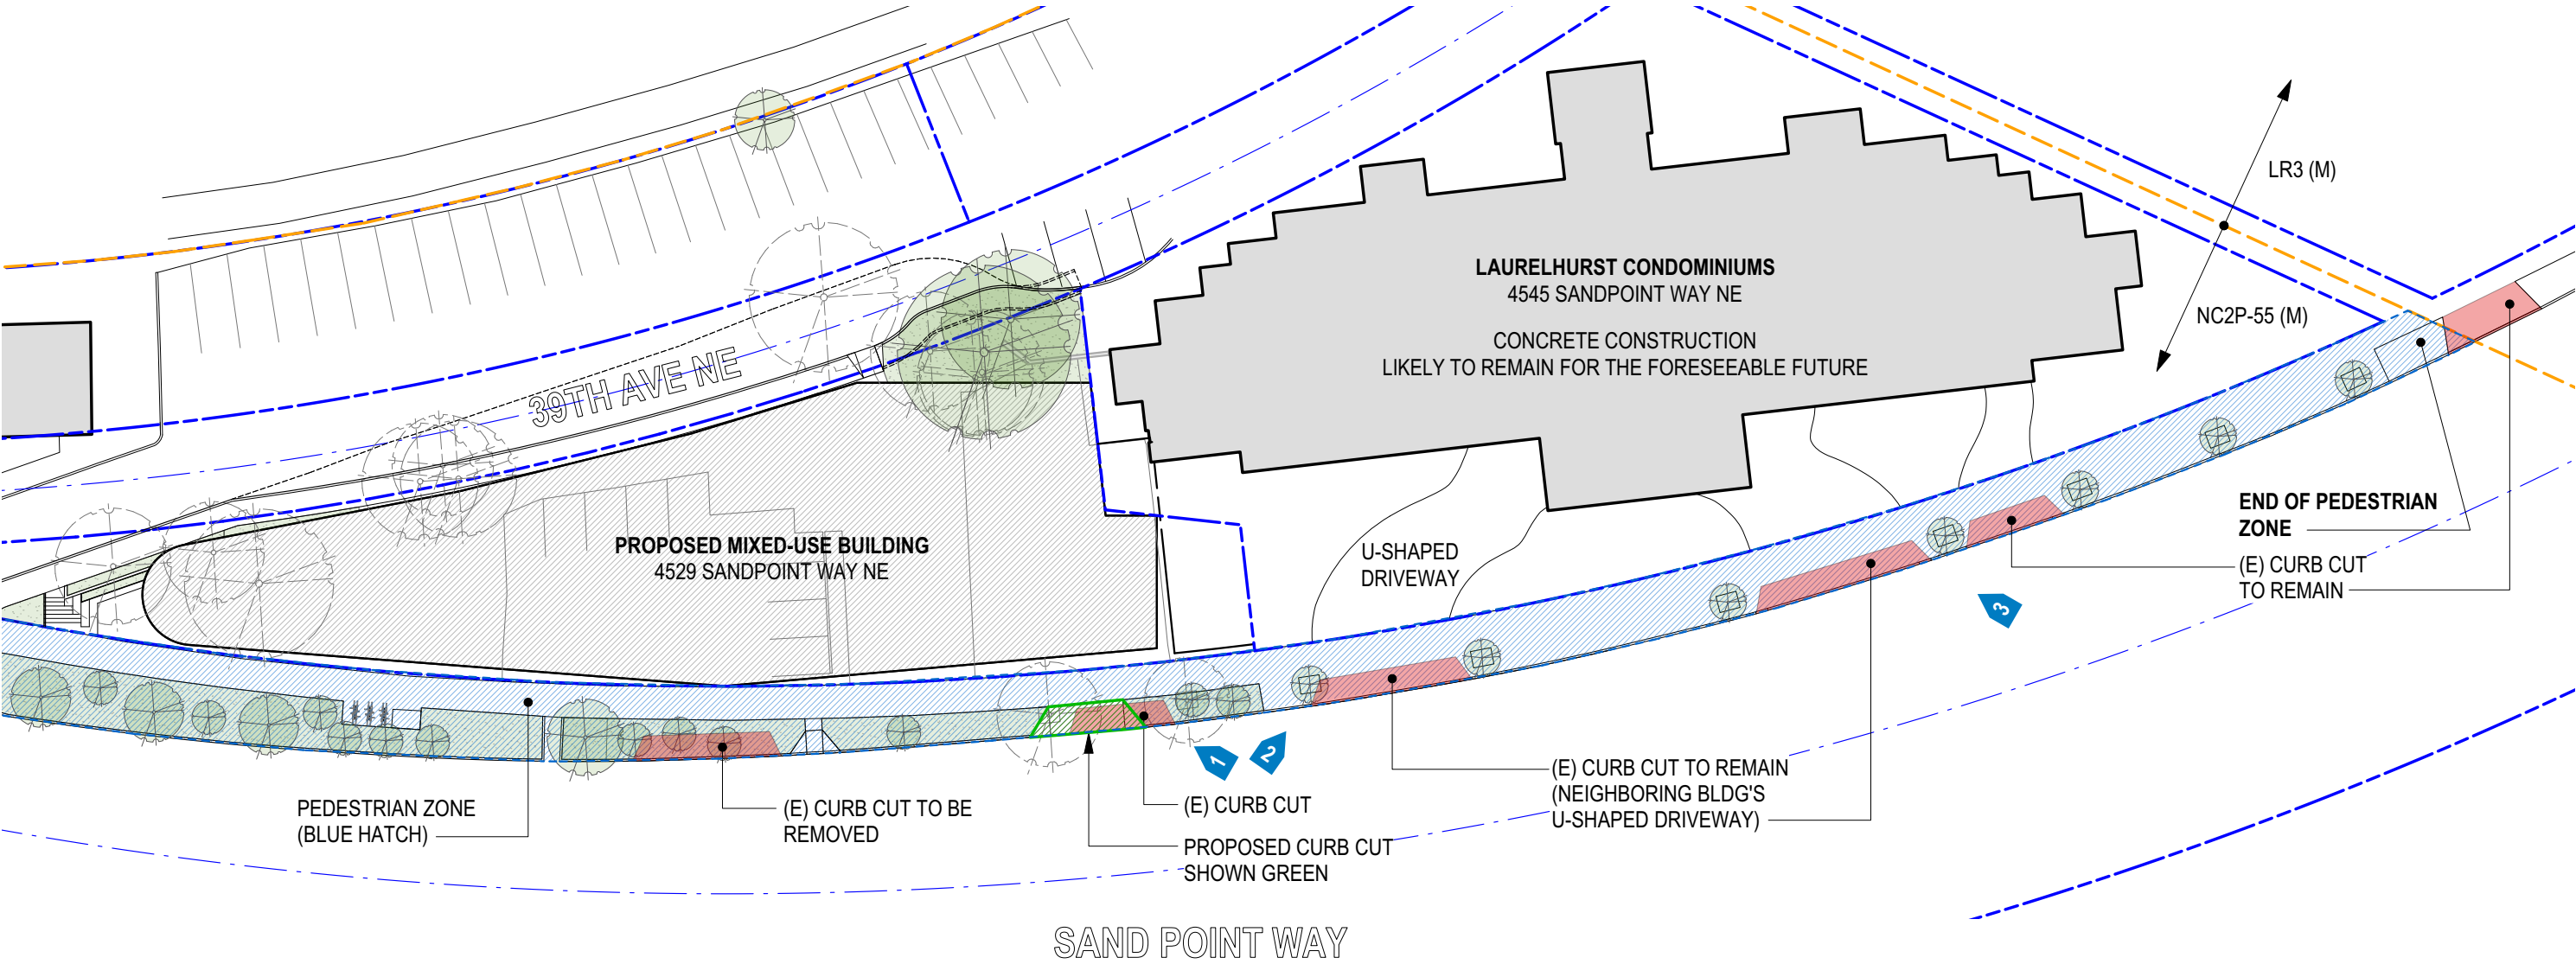 LR3 (M)
NC2P-55 (M)
LAURELHURST CONDOMINIUMS
4545 SANDPOINT WAY NE
CONCRETE CONSTRUCTION
LIKELY TO REMAIN FOR THE FORESEEABLE FUTURE
39TH AVE NE
PROPOSED MIXED-USE BUILDING
4529 SANDPOINT WAY NE
U-SHAPED
DRIVEWAY
END OF PEDESTRIAN
ZONE
(E) CURB CUT
TO REMAIN
3
1
2
PEDESTRIAN ZONE
(BLUE HATCH)
(E) CURB CUT TO BE
REMOVED
(E) CURB CUT
PROPOSED CURB CUT
SHOWN GREEN
(E) CURB CUT TO REMAIN
(NEIGHBORING BLDG'S
U-SHAPED DRIVEWAY)
SAND POINT WAY